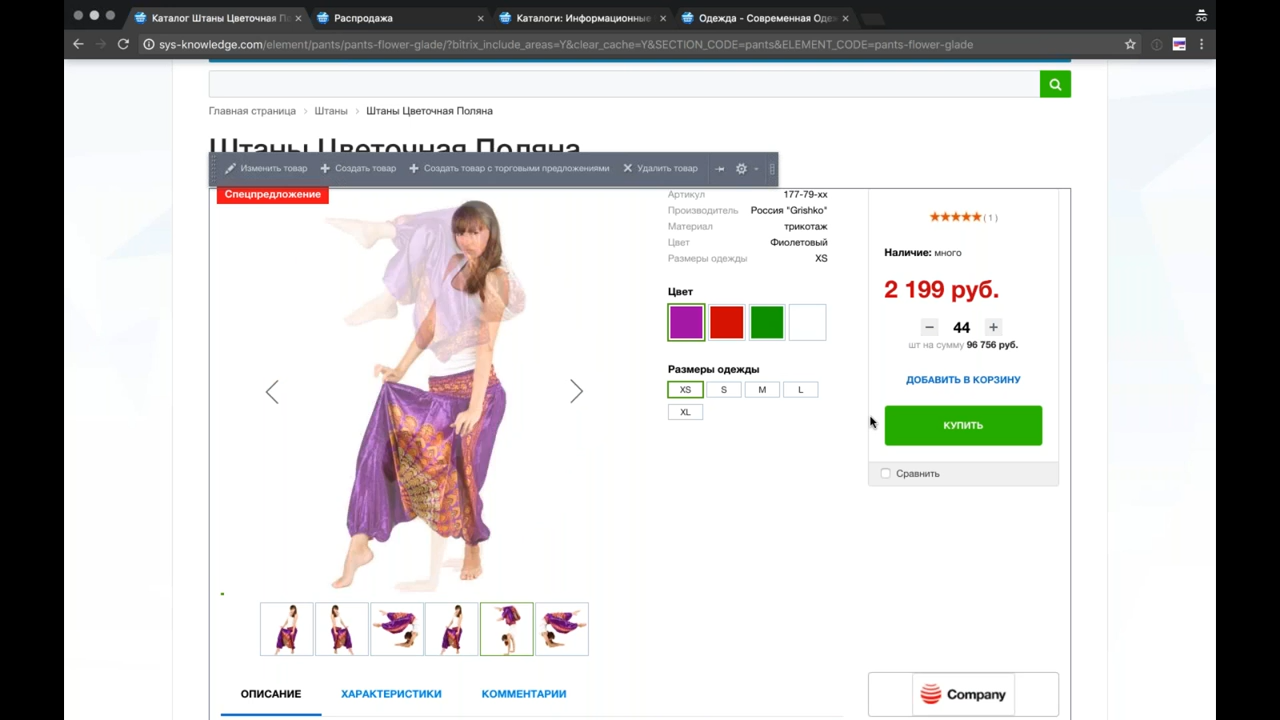 Каталог Штаны Цветочная По
Распродажа
Каталоги: Информационные
Одежда - Современная Оде
sys-knowledge.com/element/pants/pants-flower-glade/?bitrix_include_areas=Y&clear_cache=Y&SECTION_CODE=pants&ELEMENT_CODE=pants-flower-glade
Главная страница > Штаны > Штаны Цветочная Поляна
Штаны Цветочная Поляна
Изменить товар
Создать товар
Создать товар с торговыми предложениями
Удалить товар
Спецпредложение
Артикул 177-79-xx
Производитель Россия "Grishko"
Материал трикотаж
Цвет Фиолетовый
Размеры одежды XS
Цвет
Размеры одежды
XS S M L
XL
( 1 )
Наличие: много
2 199 руб.
− 44 +
шт на сумму 96 756 руб.
ДОБАВИТЬ В КОРЗИНУ
КУПИТЬ
Сравнить
ОПИСАНИЕ ХАРАКТЕРИСТИКИ КОММЕНТАРИИ
Company